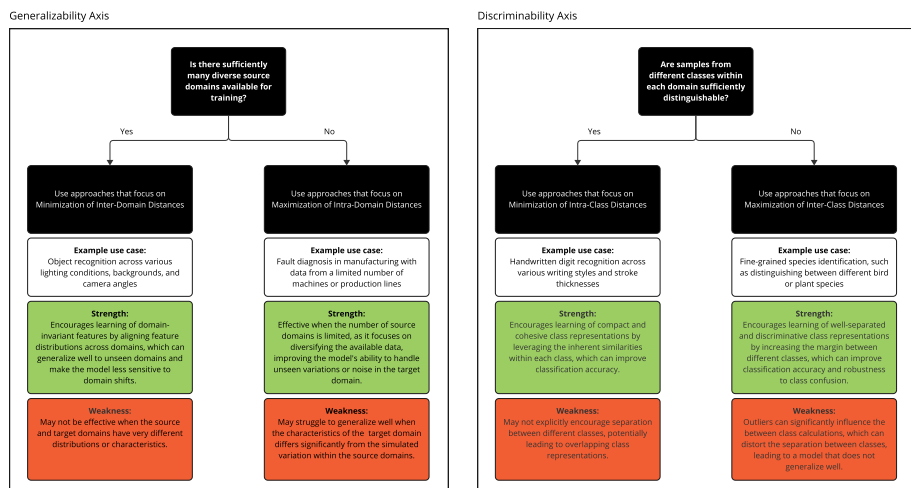 Generalizability Axis
Is there sufficiently
many diverse source
domains available for
training?
Yes
No
Use approaches that focus on
Minimization of Inter-Domain Distances
Example use case:
Object recognition across various
lighting conditions, backgrounds, and
camera angles
Strength:
Encourages learning of domain-
invariant features by aligning feature
distributions across domains, which can
generalize well to unseen domains and
make the model less sensitive to
domain shifts.
Weakness:
May not be effective when the source
and target domains have very different
distributions or characteristics.
Use approaches that focus on
Maximization of Intra-Domain Distances
Example use case:
Fault diagnosis in manufacturing with
data from a limited number of
machines or production lines
Strength:
Effective when the number of source
domains is limited, as it focuses on
diversifying the available data,
improving the model's ability to handle
unseen variations or noise in the target
domain.
Weakness:
May struggle to generalize well when
the characteristics of the target domain
differs significantly from the simulated
variation within the source domains.
Discriminability Axis
Are samples from
different classes within
each domain sufficiently
distinguishable?
Yes
No
Use approaches that focus on
Minimization of Intra-Class Distances
Example use case:
Handwritten digit recognition across
various writing styles and stroke
thicknesses
Strength:
Encourages learning of compact and
cohesive class representations by
leveraging the inherent similarities
within each class, which can improve
classification accuracy.
Weakness:
May not explicitly encourage separation
between different classes, potentially
leading to overlapping class
representations.
Use approaches that focus on
Maximization of Inter-Class Distances
Example use case:
Fine-grained species identification, such
as distinguishing between different bird
or plant species
Strength:
Encourages learning of well-separated
and discriminative class representations
by increasing the margin between
different classes, which can improve
classification accuracy and robustness
to class confusion.
Weakness:
Outliers can significantly influence the
between class calculations, which can
distort the separation between classes,
leading to a model that does not
generalize well.